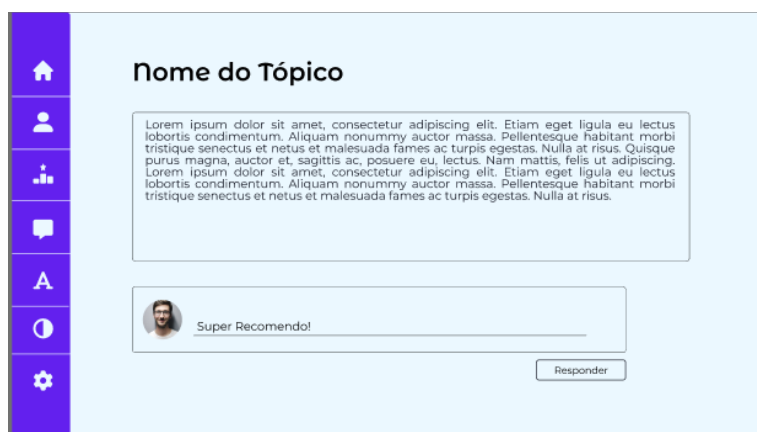 Nome do Tópico
Lorem ipsum dolor sit amet, consectetur adipiscing elit. Etiam eget ligula eu lectus
lobortis condimentum. Aliquam nonummy auctor massa. Pellentesque habitant morbi
tristique senectus et netus et malesuada fames ac turpis egestas. Nulla at risus. Quisque
purus magna, auctor et, sagittis ac, posuere eu, lectus. Nam mattis, felis ut adipiscing.
Lorem ipsum dolor sit amet, consectetur adipiscing elit. Etiam eget ligula eu lectus
lobortis condimentum. Aliquam nonummy auctor massa. Pellentesque habitant morbi
tristique senectus et netus et malesuada fames ac turpis egestas. Nulla at risus.
A
Super Recomendo!
Responder